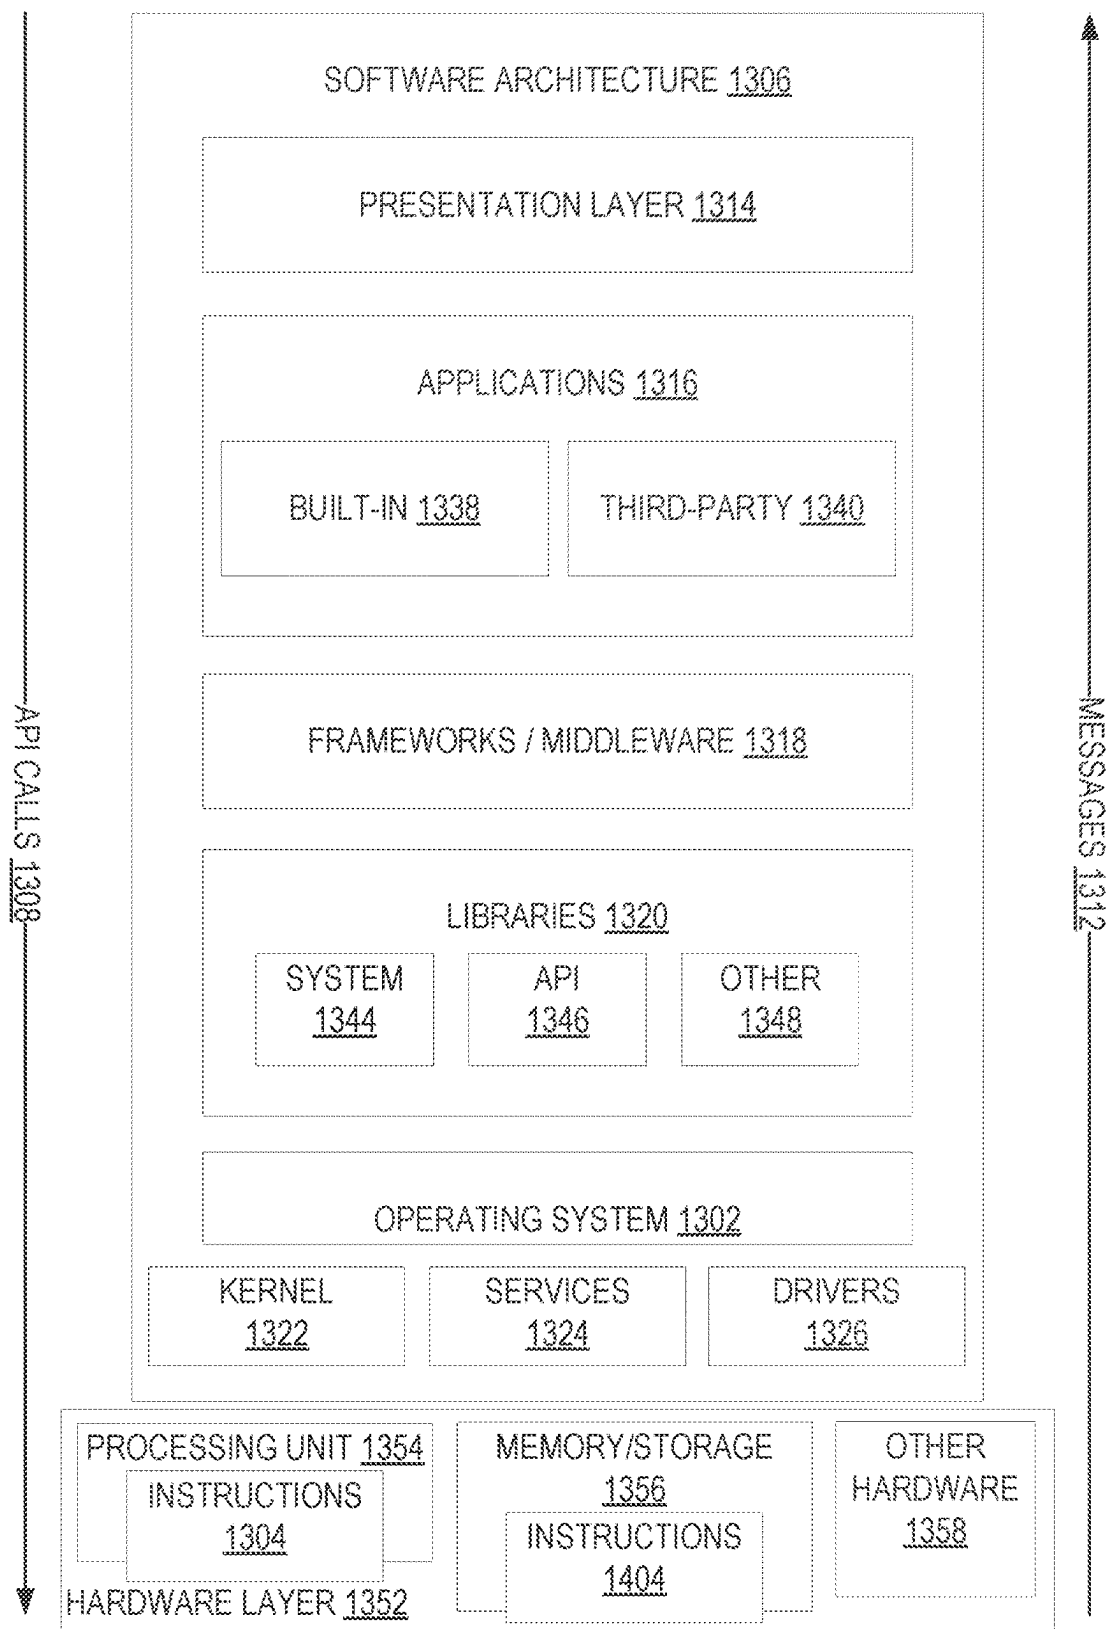 SOFTWARE ARCHITECTURE 1306
PRESENTATION LAYER 1314
APPLICATIONS 1316
BUILT-IN 1338
THIRD-PARTY 1340
FRAMEWORKS / MIDDLEWARE 1318
API CALLS 1308
MESSAGES 1312
LIBRARIES 1320
SYSTEM
1344
API
1346
OTHER
1348
OPERATING SYSTEM 1302
KERNEL
1322
SERVICES
1324
DRIVERS
1326
PROCESSING UNIT 1354
INSTRUCTIONS
1304
MEMORY/STORAGE
1356
INSTRUCTIONS
1404
OTHER
HARDWARE
1358
HARDWARE LAYER 1352